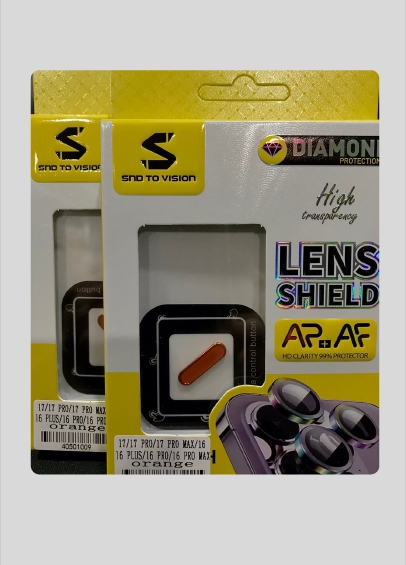 SND TO VISION
SND TO VISION
DIAMOND
PROTECTION
High
transparency
LENS
SHIELD
AR+AF
HD CLARITY 99% PROTECTOR
button
a control button
17/17 PRO/17 PRO MAX
16 PLUS/16 PRO/16 PRO
orange
40501009
17/17 PRO/17 PRO MAX/16
16 PLUS/16 PRO/16 PRO MAX
orange